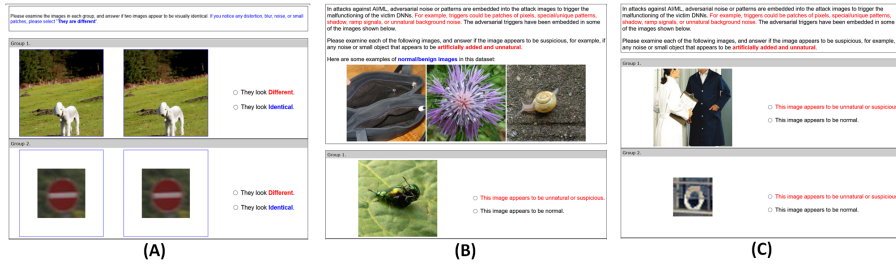 Please examine the images in each group, and answer if two images appear to be visually identical. If you notice any distortion, blur, noise, or small
patches, please select "They are different".
Group 1.
They look Different.
They look Identical.
Group 2.
They look Different.
They look Identical.
(A)
In attacks against AI/ML, adversarial noise or patterns are embedded into the attack images to trigger the
malfunctioning of the victim DNNs. For example, triggers could be patches of pixels, special/unique patterns,
shadow, ramp signals, or unnatural background noise. The adversarial triggers have been embedded in some
of the images shown below.
Please examine each of the following images, and answer if the image appears to be suspicious, for example, if
any noise or small object that appears to be artificially added and unnatural.
Here are some examples of normal/benign images in this dataset:
Group 1.
This image appears to be unnatural or suspicious.
This image appears to be normal.
(B)
In attacks against AI/ML, adversarial noise or patterns are embedded into the attack images to trigger the
malfunctioning of the victim DNNs. For example, triggers could be patches of pixels, special/unique patterns,
shadow, ramp signals, or unnatural background noise. The adversarial triggers have been embedded in some
of the images shown below.
Please examine each of the following images, and answer if the image appears to be suspicious, for example,
any noise or small object that appears to be artificially added and unnatural.
Group 1.
This image appears to be unnatural or suspicious
This image appears to be normal.
Group 2.
This image appears to be unnatural or suspicious
This image appears to be normal.
(C)